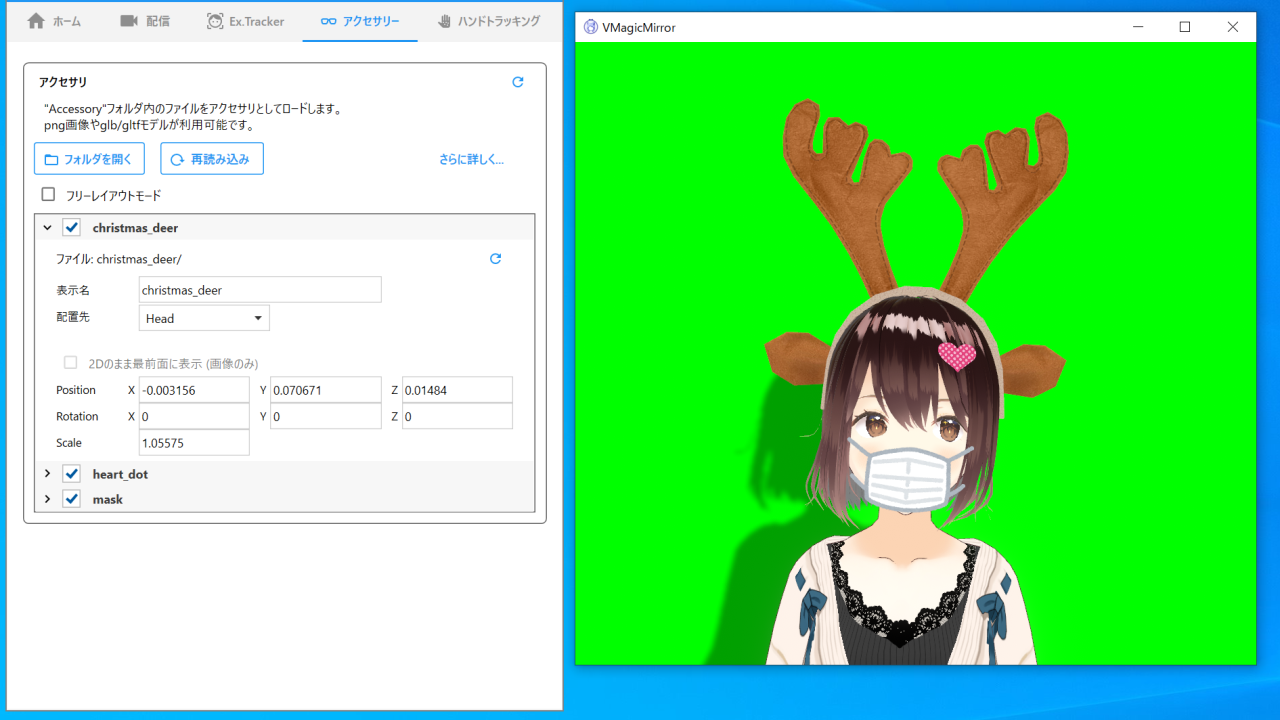 ホーム 配信 Ex.Tracker アクセサリー ハンドトラッキング
VMagicMirror
アクセサリ
"Accessory"フォルダ内のファイルをアクセサリとしてロードします。
png画像やglb/gltfモデルが利用可能です。
フォルダを開く 再読み込み さらに詳しく...
フリーレイアウトモード
christmas_deer
ファイル: christmas_deer/
表示名 christmas_deer
配置先 Head
2Dのまま最前面に表示 (画像のみ)
Position X -0.003156 Y 0.070671 Z 0.01484
Rotation X 0 Y 0 Z 0
Scale 1.05575
heart_dot
mask